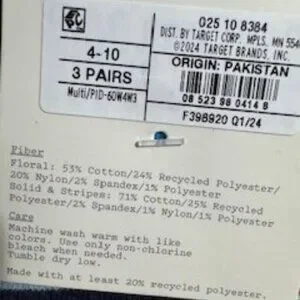 025 10 8384
DIST. BY TARGET CORP. MPLS, MN 554
©2024 TARGET BRANDS, INC.
4-10
3 PAIRS
Multi/PID-60W4W3
ORIGIN: PAKISTAN
08 523 98 0414 8
F398920 Q1/24
Fiber
Floral: 53% Cotton/24% Recycled Polyester/
20% Nylon/2% Spandex/1% Polyester
Solid & Stripes: 71% Cotton/25% Recycled
Polyester/2% Spandex/1% Nylon/1% Polyester
Care
Machine wash warm with like
colors. Use only non-chlorine
bleach when needed.
Tumble dry low.
Made with at least 20% recycled polyester.